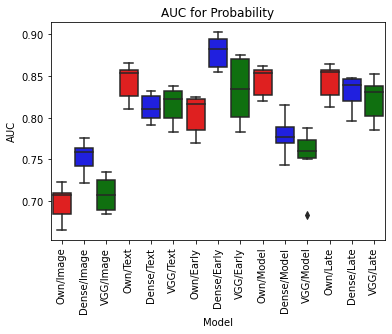 AUC for Probability
AUC
0.90
0.85
0.80
0.75
0.70
Own/Image
Dense/Image
VGG/Image
Own/Text
Dense/Text
VGG/Text
Own/Early
Dense/Early
VGG/Early
Own/Model
Dense/Model
VGG/Model
Own/Late
Dense/Late
VGG/Late
Model